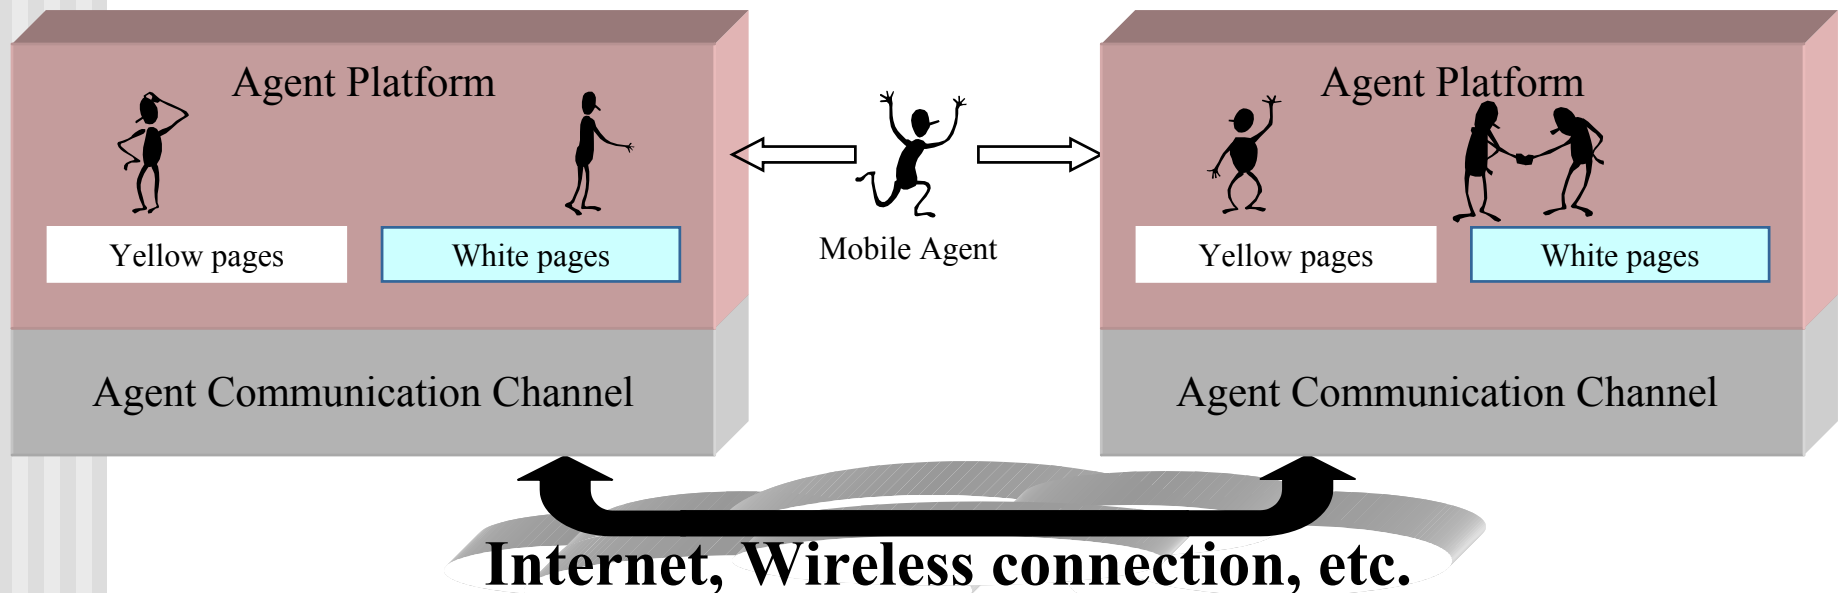 Agent Platform
Yellow pages
White pages
Agent Communication Channel
Mobile Agent
Agent Platform
Yellow pages
White pages
Agent Communication Channel
Internet, Wireless connection, etc.